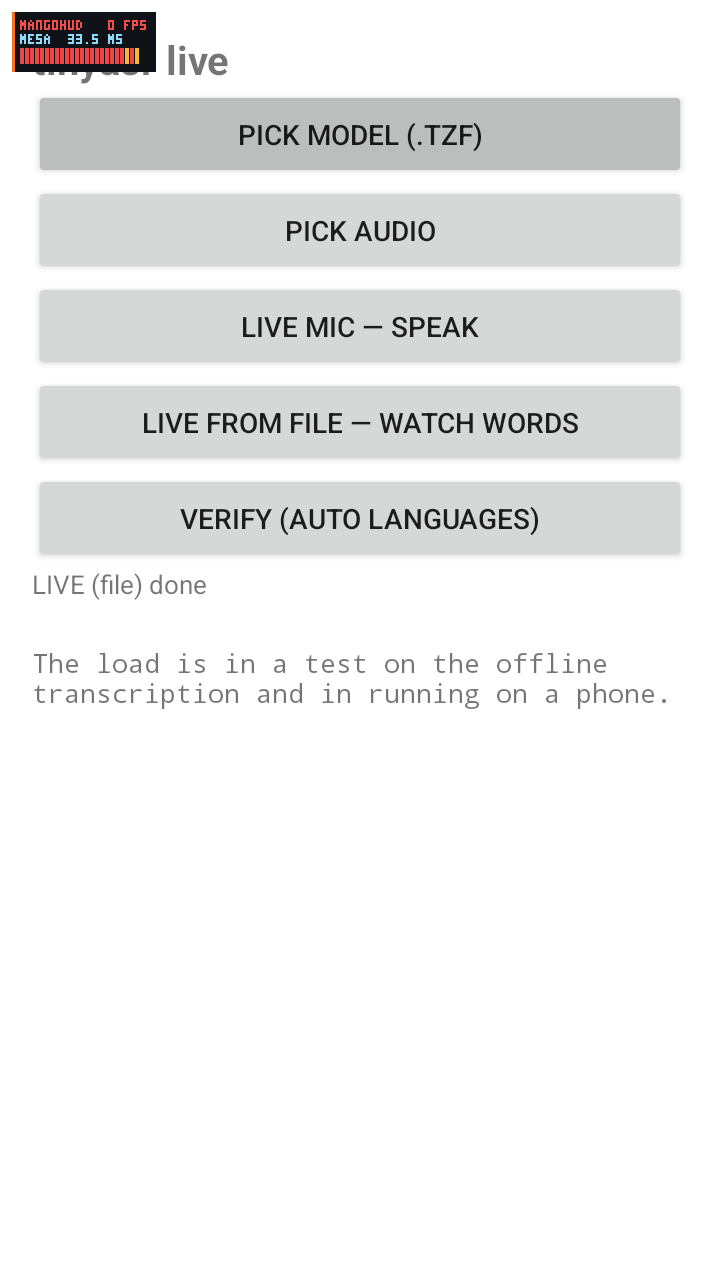 MANGOHUD 0 FPS
MESA 33.5 MS
live
PICK MODEL (.TZF)
PICK AUDIO
LIVE MIC — SPEAK
LIVE FROM FILE — WATCH WORDS
VERIFY (AUTO LANGUAGES)
LIVE (file) done
The load is in a test on the offline
transcription and in running on a phone.